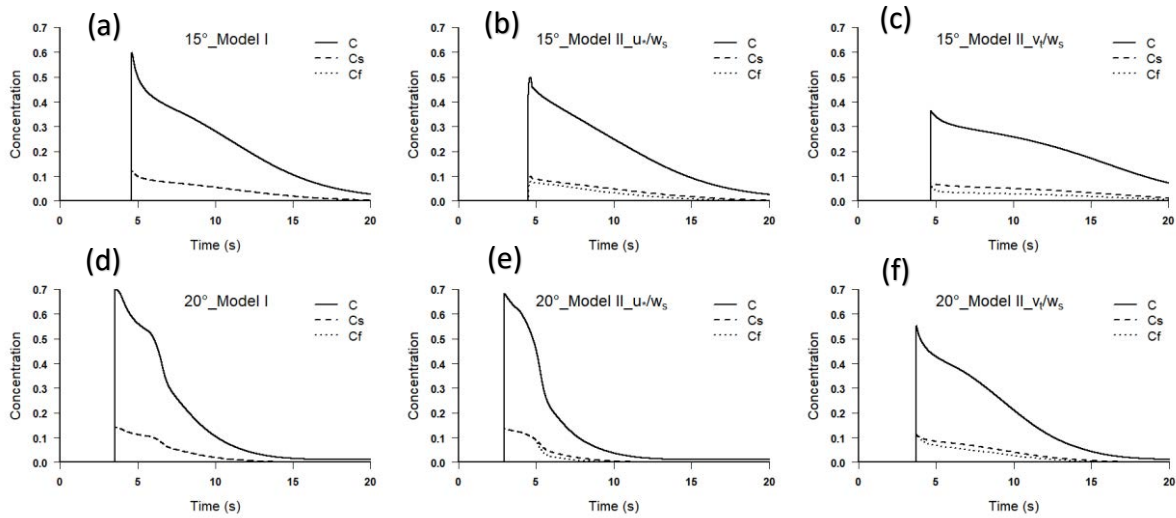 (a)
15°_Model I
C
Cs
Cf
Concentration
0.7
0.6
0.5
0.4
0.3
0.2
0.1
0.0
0 5 10 15 20
Time (s)
(b)
15°_Model II_u*/ws
C
Cs
Cf
Concentration
0.7
0.6
0.5
0.4
0.3
0.2
0.1
0.0
0 5 10 15 20
Time (s)
(c)
15°_Model II_vt/ws
C
Cs
Cf
Concentration
0.7
0.6
0.5
0.4
0.3
0.2
0.1
0.0
0 5 10 15 20
Time (s)
(d)
20°_Model I
C
Cs
Cf
Concentration
0.7
0.6
0.5
0.4
0.3
0.2
0.1
0.0
0 5 10 15 20
Time (s)
(e)
20°_Model II_u*/ws
C
Cs
Cf
Concentration
0.7
0.6
0.5
0.4
0.3
0.2
0.1
0.0
0 5 10 15 20
Time (s)
(f)
20°_Model II_vt/ws
C
Cs
Cf
Concentration
0.7
0.6
0.5
0.4
0.3
0.2
0.1
0.0
0 5 10 15 20
Time (s)